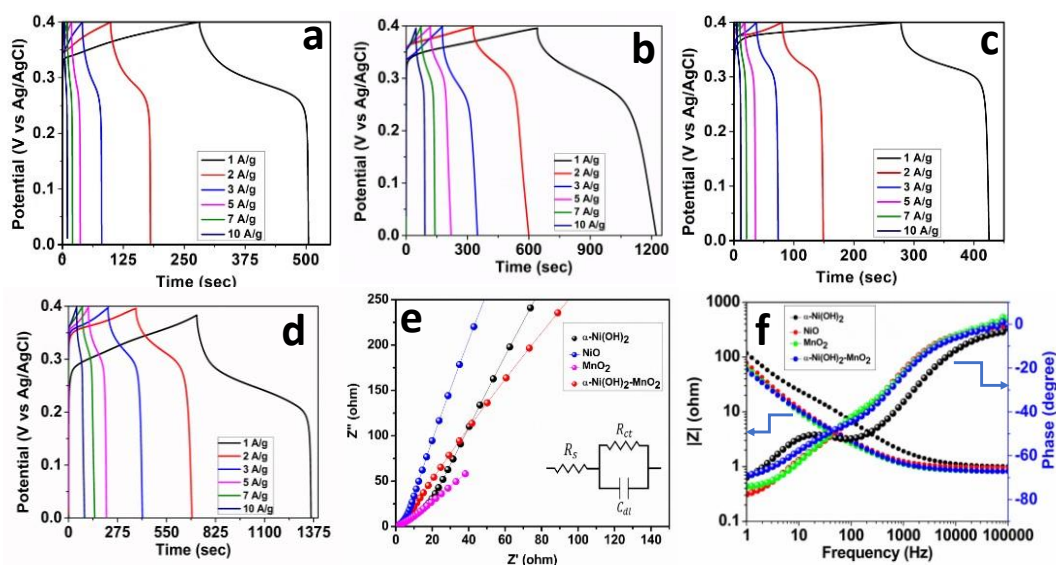 a
Potential (V vs Ag/AgCl)
0.4
0.3
0.2
0.1
0.0
0 125 250 375 500
Time (sec)
1 A/g
2 A/g
3 A/g
5 A/g
7 A/g
10 A/g
b
Potential (V vs Ag/AgCl)
0.4
0.3
0.2
0.1
0.0
0 300 600 900 1200
Time (sec)
1 A/g
2 A/g
3 A/g
5 A/g
7 A/g
10 A/g
c
Potential (V vs Ag/AgCl)
0.4
0.3
0.2
0.1
0.0
0 100 200 300 400
Time (sec)
1 A/g
2 A/g
3 A/g
5 A/g
7 A/g
10 A/g
d
Potential (V vs Ag/AgCl)
0.4
0.3
0.2
0.1
0.0
0 275 550 825 1100 1375
Time (sec)
1 A/g
2 A/g
3 A/g
5 A/g
7 A/g
10 A/g
e
Z" (ohm)
250
200
150
100
50
0
0 20 40 60 80 100 120 140
Z' (ohm)
α-Ni(OH)₂
NiO
MnO₂
α-Ni(OH)₂-MnO₂
Rₛ
R_ct
C_dl
f
|Z| (ohm)
1000
100
10
1
0.1
1 10 100 1000 10000 100000
Frequency (Hz)
α-Ni(OH)₂
NiO
MnO₂
α-Ni(OH)₂-MnO₂
0
-20
-40
-60
-80
Phase (degree)